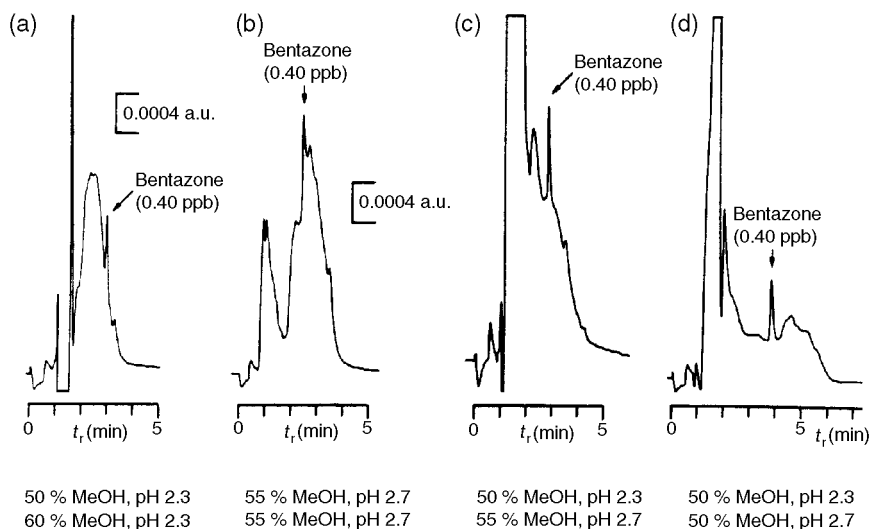 (a)
0.0004 a.u.
Bentazone
(0.40 ppb)
0
5
t_r (min)
50 % MeOH, pH 2.3
60 % MeOH, pH 2.3
(b)
Bentazone
(0.40 ppb)
0.0004 a.u.
0
5
t_r (min)
55 % MeOH, pH 2.7
55 % MeOH, pH 2.7
(c)
Bentazone
(0.40 ppb)
0
5
t_r (min)
50 % MeOH, pH 2.3
55 % MeOH, pH 2.7
(d)
Bentazone
(0.40 ppb)
0
5
t_r (min)
50 % MeOH, pH 2.3
50 % MeOH, pH 2.7